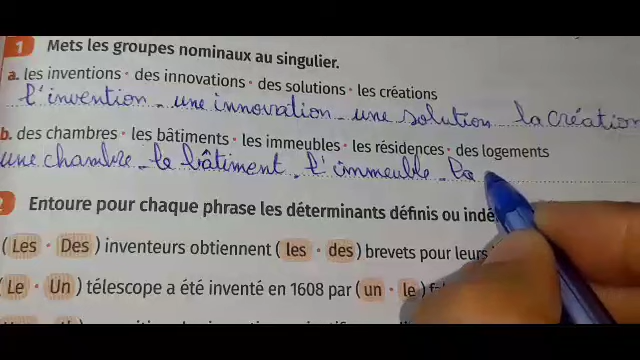 1 Mets les groupes nominaux au singulier.
a. les inventions • des innovations • des solutions • les créations
l'invention - une innovation - une solution la création
b. des chambres • les bâtiments • les immeubles • les résidences • des logements
une chambre - le bâtiment - l'immeuble - la
Entoure pour chaque phrase les déterminants définis ou indé
( Les • Des ) inventeurs obtiennent ( les • des ) brevets pour leurs
( Le • Un ) télescope a été inventé en 1608 par ( un • le )